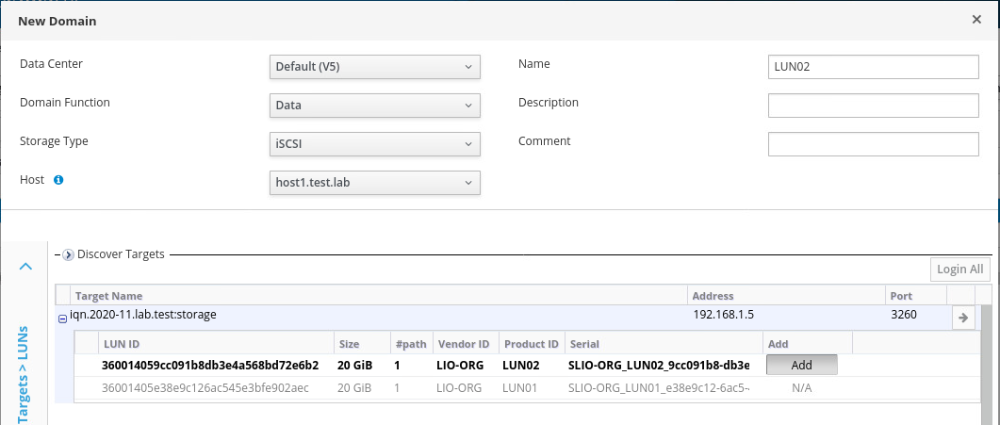 New Domain
Data Center Default (V5) Name LUN02
Domain Function Data Description
Storage Type iSCSI Comment
Host host1.test.lab
Discover Targets
Login All
Target Name Address Port
iqn.2020-11.lab.test:storage 192.168.1.5 3260
LUN ID Size #path Vendor ID Product ID Serial Add
360014059cc091b8db3e4a568bd72e6b2 20 GiB 1 LIO-ORG LUN02 SLIO-ORG_LUN02_9cc091b8-db3e Add
36001405e38e9c126ac545e3bfe902aec 20 GiB 1 LIO-ORG LUN01 SLIO-ORG_LUN01_e38e9c12-6ac5- N/A
Targets > LUNs